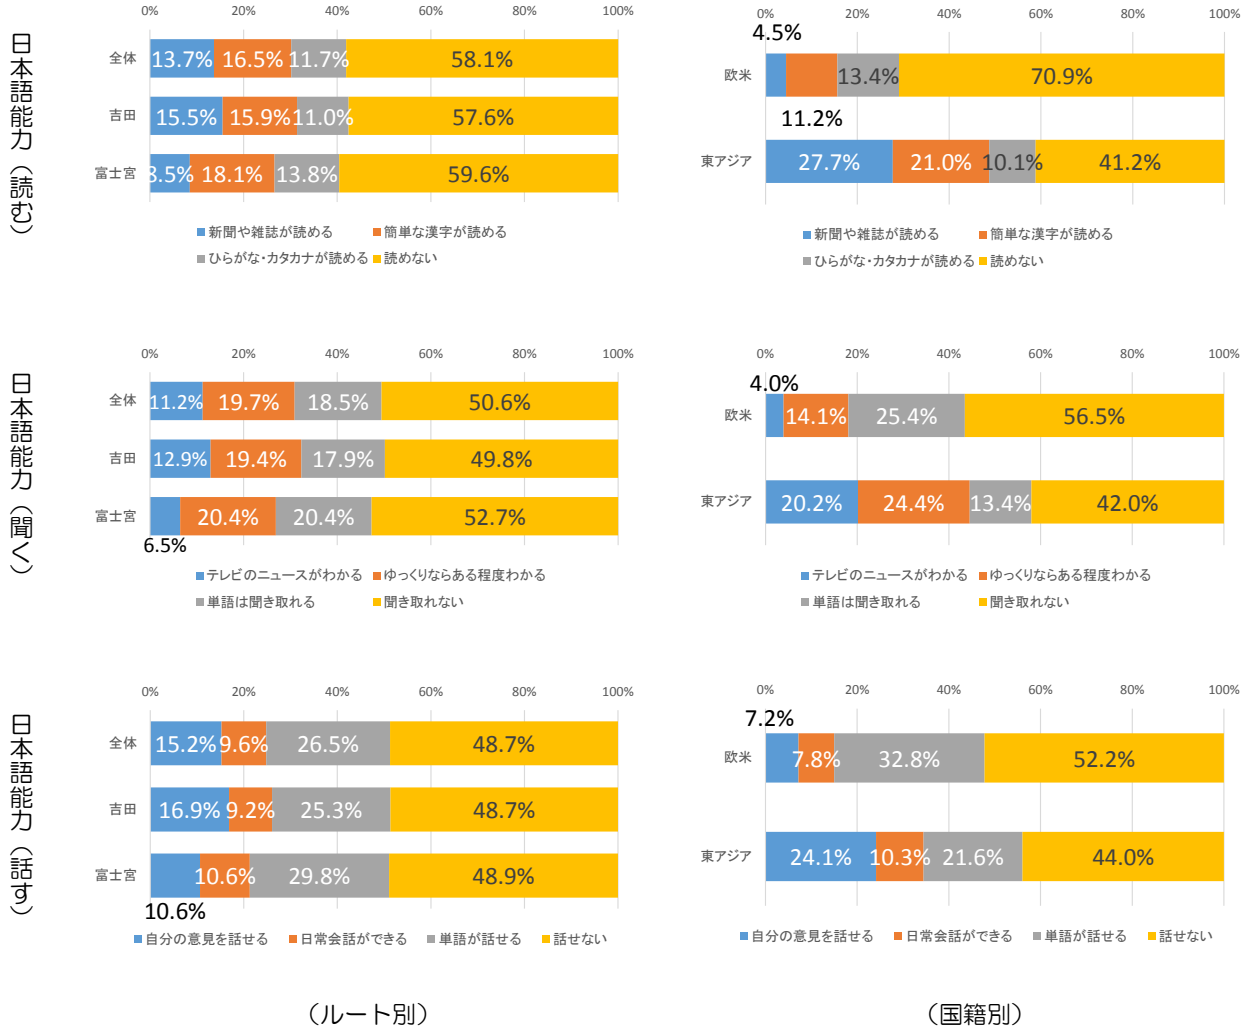 日本語能力（読む）
0% 20% 40% 60% 80% 100%
全体 13.7% 16.5% 11.7% 58.1%
吉田 15.5% 15.9% 11.0% 57.6%
富士宮 8.5% 18.1% 13.8% 59.6%
■新聞や雑誌が読める ■簡単な漢字が読める
■ひらがな・カタカナが読める ■読めない
0% 20% 40% 60% 80% 100%
4.5%
欧米 13.4% 70.9%
11.2%
東アジア 27.7% 21.0% 10.1% 41.2%
■新聞や雑誌が読める ■簡単な漢字が読める
■ひらがな・カタカナが読める ■読めない
日本語能力（聞く）
0% 20% 40% 60% 80% 100%
全体 11.2% 19.7% 18.5% 50.6%
吉田 12.9% 19.4% 17.9% 49.8%
富士宮 20.4% 20.4% 52.7%
6.5%
■テレビのニュースがわかる ■ゆっくりならある程度わかる
■単語は聞き取れる ■聞き取れない
0% 20% 40% 60% 80% 100%
4.0%
欧米 14.1% 25.4% 56.5%
東アジア 20.2% 24.4% 13.4% 42.0%
■テレビのニュースがわかる ■ゆっくりならある程度わかる
■単語は聞き取れる ■聞き取れない
日本語能力（話す）
0% 20% 40% 60% 80% 100%
全体 15.2% 9.6% 26.5% 48.7%
吉田 16.9% 9.2% 25.3% 48.7%
富士宮 10.6% 29.8% 48.9%
10.6%
■自分の意見を話せる ■日常会話ができる ■単語が話せる ■話せない
0% 20% 40% 60% 80% 100%
7.2%
欧米 7.8% 32.8% 52.2%
東アジア 24.1% 10.3% 21.6% 44.0%
■自分の意見を話せる ■日常会話ができる ■単語が話せる ■話せない
（ルート別）
（国籍別）